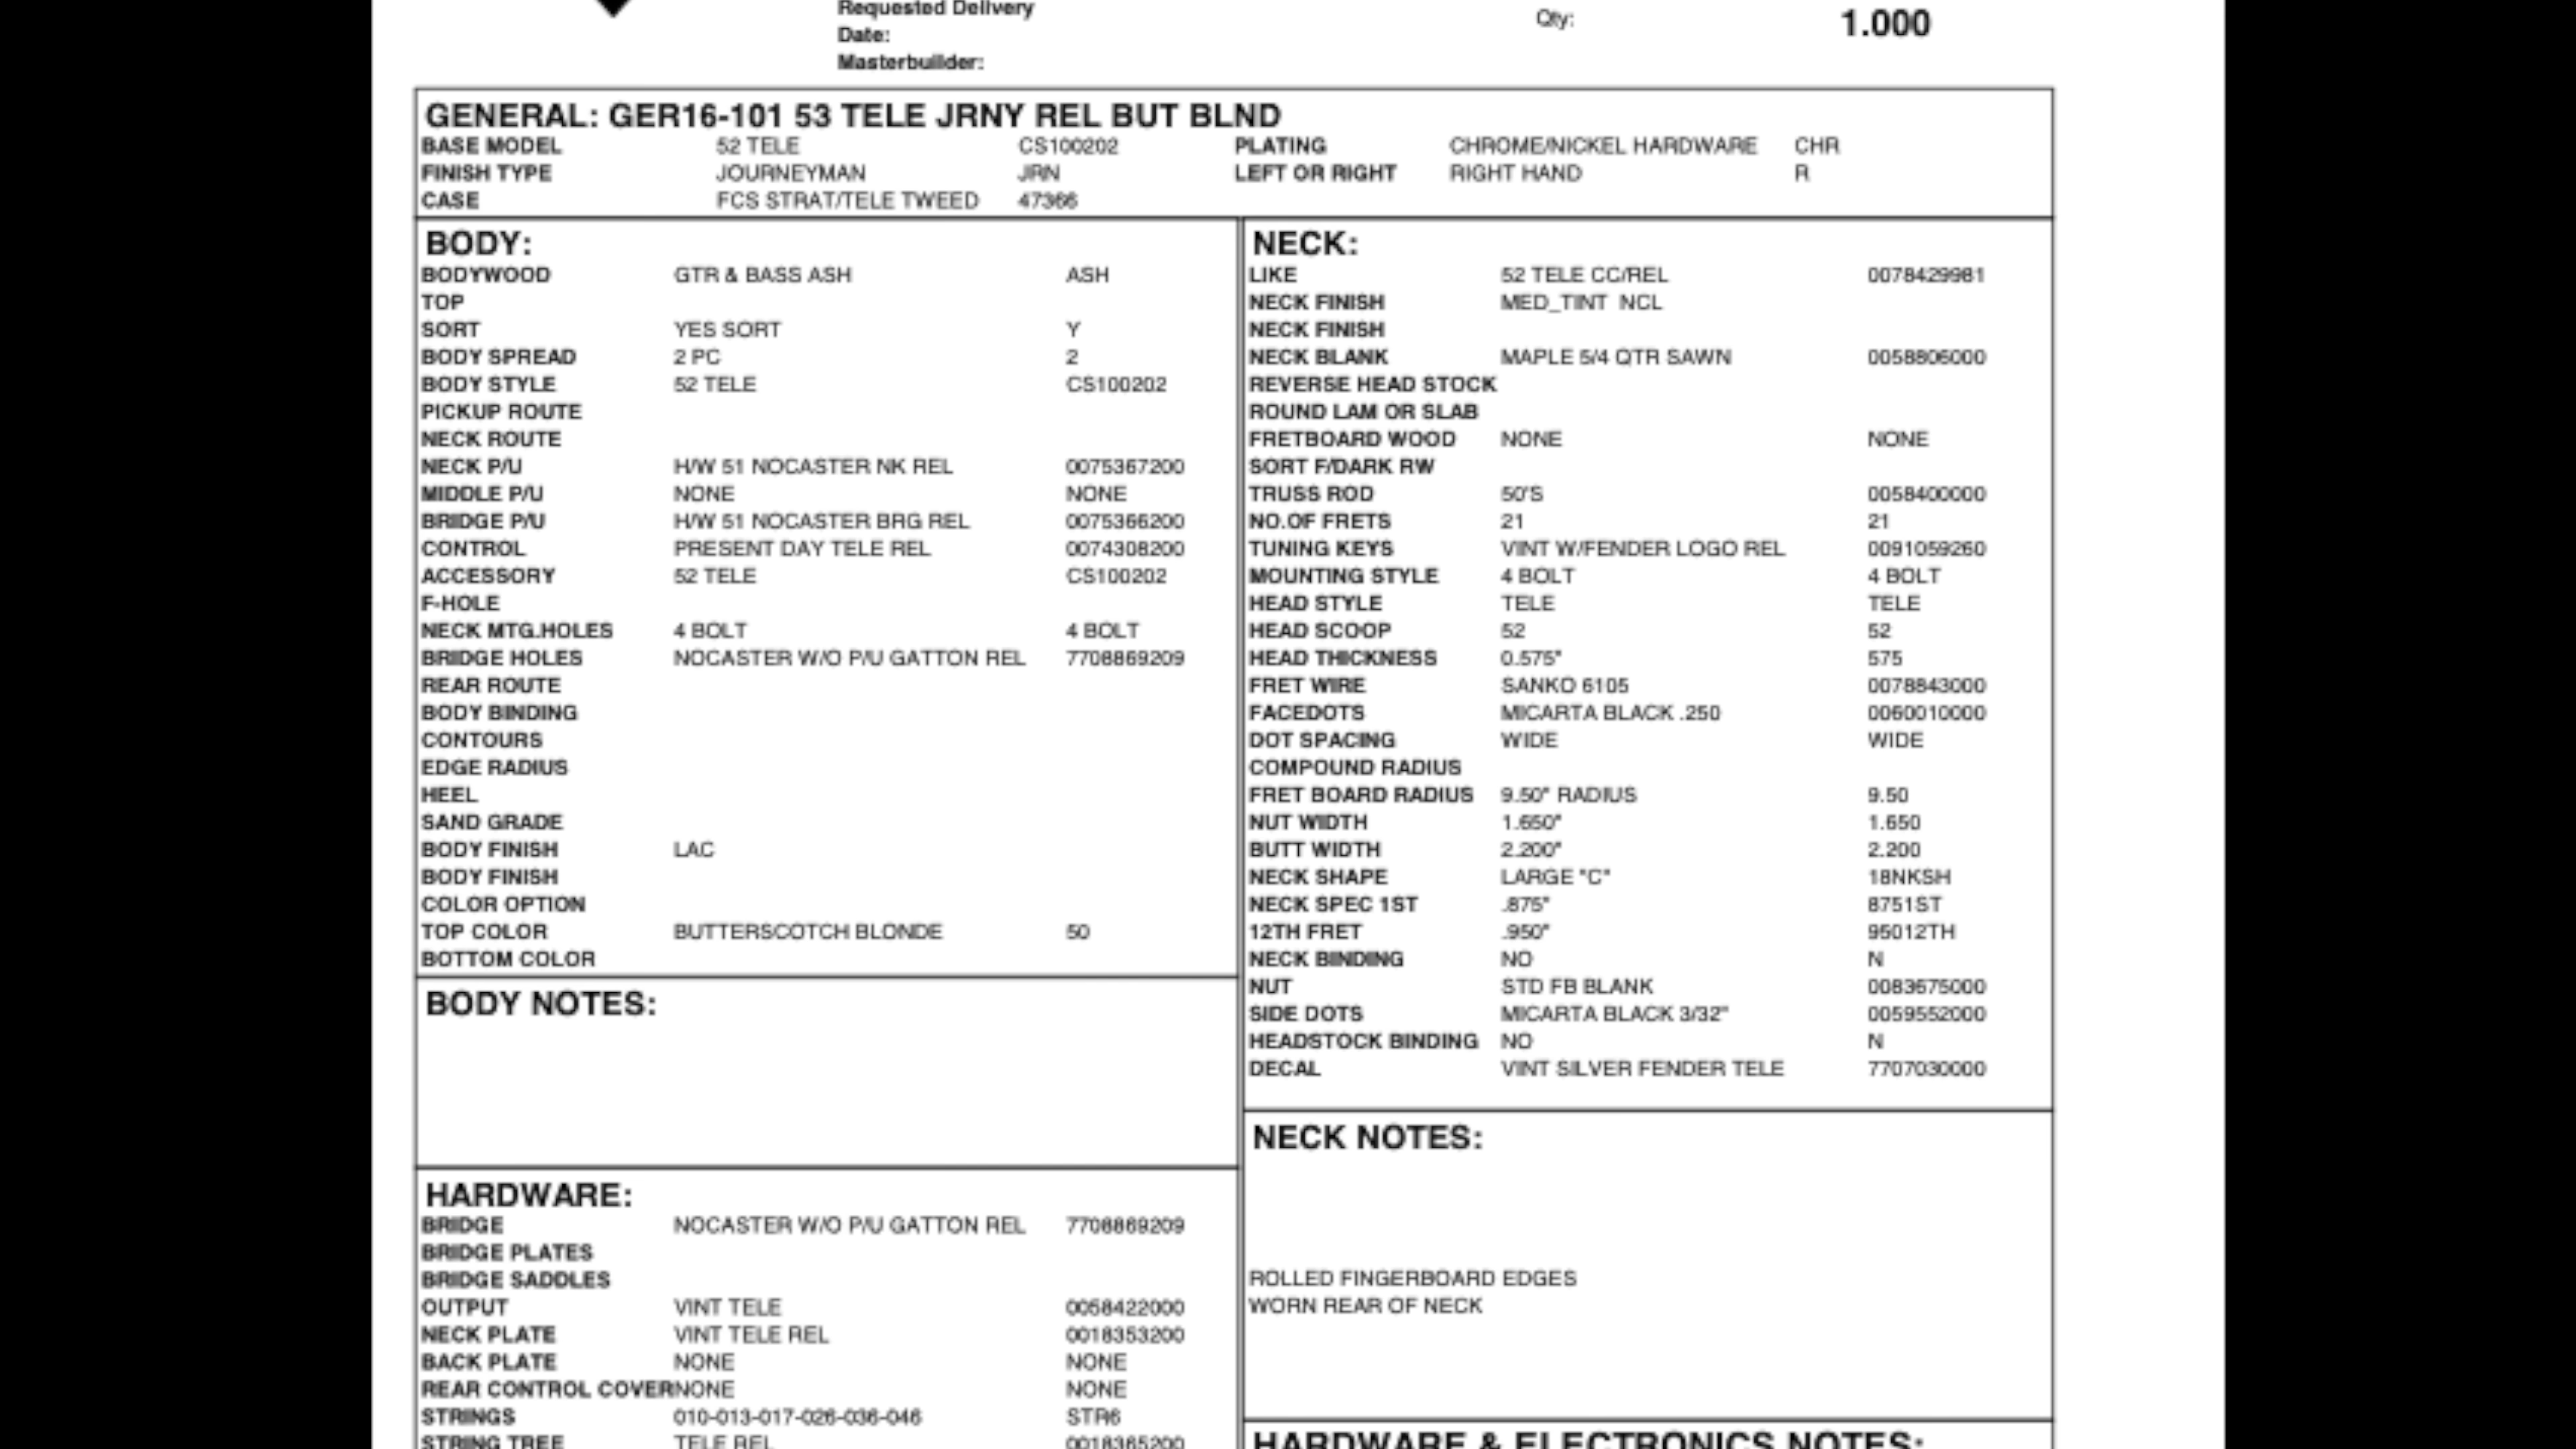 Requested Delivery
Date:
Qty: 1.000
Masterbuilder:
GENERAL: GER16-101 53 TELE JRNY REL BUT BLND
BASE MODEL 52 TELE CS100202 PLATING CHROME/NICKEL HARDWARE CHR
FINISH TYPE JOURNEYMAN JRN LEFT OR RIGHT RIGHT HAND R
CASE FCS STRAT/TELE TWEED 47366
BODY:
BODYWOOD GTR & BASS ASH ASH
TOP
SORT YES SORT Y
BODY SPREAD 2 PC 2
BODY STYLE 52 TELE CS100202
PICKUP ROUTE
NECK ROUTE
NECK P/U H/W 51 NOCASTER NK REL 0075367200
MIDDLE P/U NONE NONE
BRIDGE P/U H/W 51 NOCASTER BRG REL 0075366200
CONTROL PRESENT DAY TELE REL 0074308200
ACCESSORY 52 TELE CS100202
F-HOLE
NECK MTG.HOLES 4 BOLT 4 BOLT
BRIDGE HOLES NOCASTER W/O P/U GATTON REL 7708869209
REAR ROUTE
BODY BINDING
CONTOURS
EDGE RADIUS
HEEL
SAND GRADE
BODY FINISH LAC
BODY FINISH
COLOR OPTION
TOP COLOR BUTTERSCOTCH BLONDE 50
BOTTOM COLOR
BODY NOTES:
HARDWARE:
BRIDGE NOCASTER W/O P/U GATTON REL 7708869209
BRIDGE PLATES
BRIDGE SADDLES
OUTPUT VINT TELE 0058422000
NECK PLATE VINT TELE REL 0018353200
BACK PLATE NONE NONE
REAR CONTROL COVERNONE NONE
STRINGS 010-013-017-026-036-046 STR6
STRING TREE TELE REL 0018365200
NECK:
LIKE 52 TELE CC/REL 0078429981
NECK FINISH MED_TINT NCL
NECK FINISH
NECK BLANK MAPLE 5/4 QTR SAWN 0058806000
REVERSE HEAD STOCK
ROUND LAM OR SLAB
FRETBOARD WOOD NONE NONE
SORT F/DARK RW
TRUSS ROD 50'S 0058400000
NO.OF FRETS 21 21
TUNING KEYS VINT W/FENDER LOGO REL 0091059260
MOUNTING STYLE 4 BOLT 4 BOLT
HEAD STYLE TELE TELE
HEAD SCOOP 52 52
HEAD THICKNESS 0.575" 575
FRET WIRE SANKO 6105 0078843000
FACEDOTS MICARTA BLACK .250 0060010000
DOT SPACING WIDE WIDE
COMPOUND RADIUS
FRET BOARD RADIUS 9.50" RADIUS 9.50
NUT WIDTH 1.650" 1.650
BUTT WIDTH 2.200" 2.200
NECK SHAPE LARGE "C" 18NKSH
NECK SPEC 1ST .875" 8751ST
12TH FRET .950" 95012TH
NECK BINDING NO N
NUT STD FB BLANK 0083675000
SIDE DOTS MICARTA BLACK 3/32" 0059552000
HEADSTOCK BINDING NO N
DECAL VINT SILVER FENDER TELE 7707030000
NECK NOTES:
ROLLED FINGERBOARD EDGES
WORN REAR OF NECK
HARDWARE & ELECTRONICS NOTES: